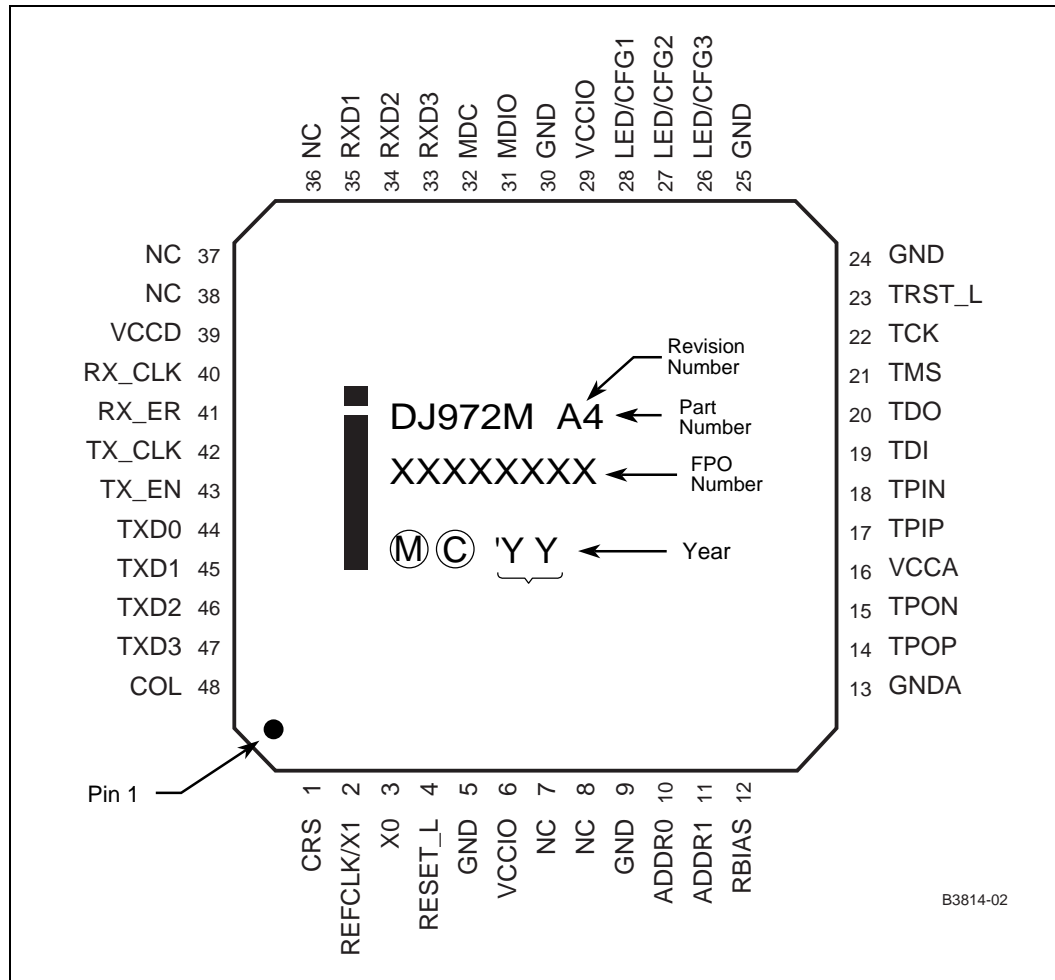 36 NC
35 RXD1
34 RXD2
33 RXD3
32 MDC
31 MDIO
30 GND
29 VCCIO
28 LED/CFG1
27 LED/CFG2
26 LED/CFG3
25 GND
NC 37
NC 38
VCCD 39
RX_CLK 40
RX_ER 41
TX_CLK 42
TX_EN 43
TXD0 44
TXD1 45
TXD2 46
TXD3 47
COL 48
24 GND
23 TRST_L
22 TCK
21 TMS
20 TDO
19 TDI
18 TPIN
17 TPIP
16 VCCA
15 TPON
14 TPOP
13 GNDA
Revision
Number
DJ972M A4
Part
Number
XXXXXXXX
FPO
Number
M C 'Y Y
Year
Pin 1
CRS 1
REFCLK/X1 2
X0 3
RESET_L 4
GND 5
VCCIO 6
NC 7
NC 8
GND 9
ADDR0 10
ADDR1 11
RBIAS 12
B3814-02